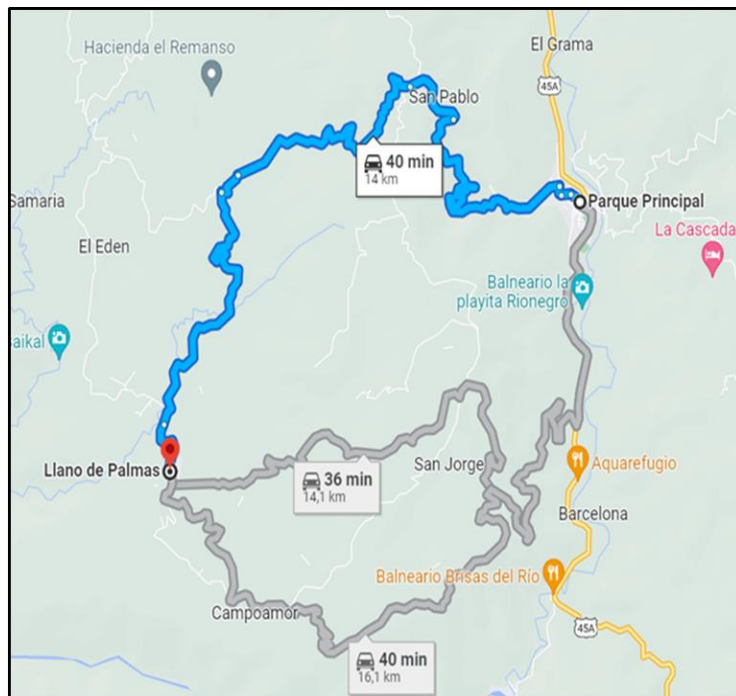 El Grama
Hacienda el Remanso
45A
San Pablo
40 min
14 km
Samaria
Parque Principal
La Cascada
El Eden
Balneario la
playita Rionegro
aikal
Llano de Palmas
36 min
14,1 km
San Jorge
Aquarefugio
Barcelona
Balneario Brisas del Río
Campoamor
45A
40 min
16,1 km